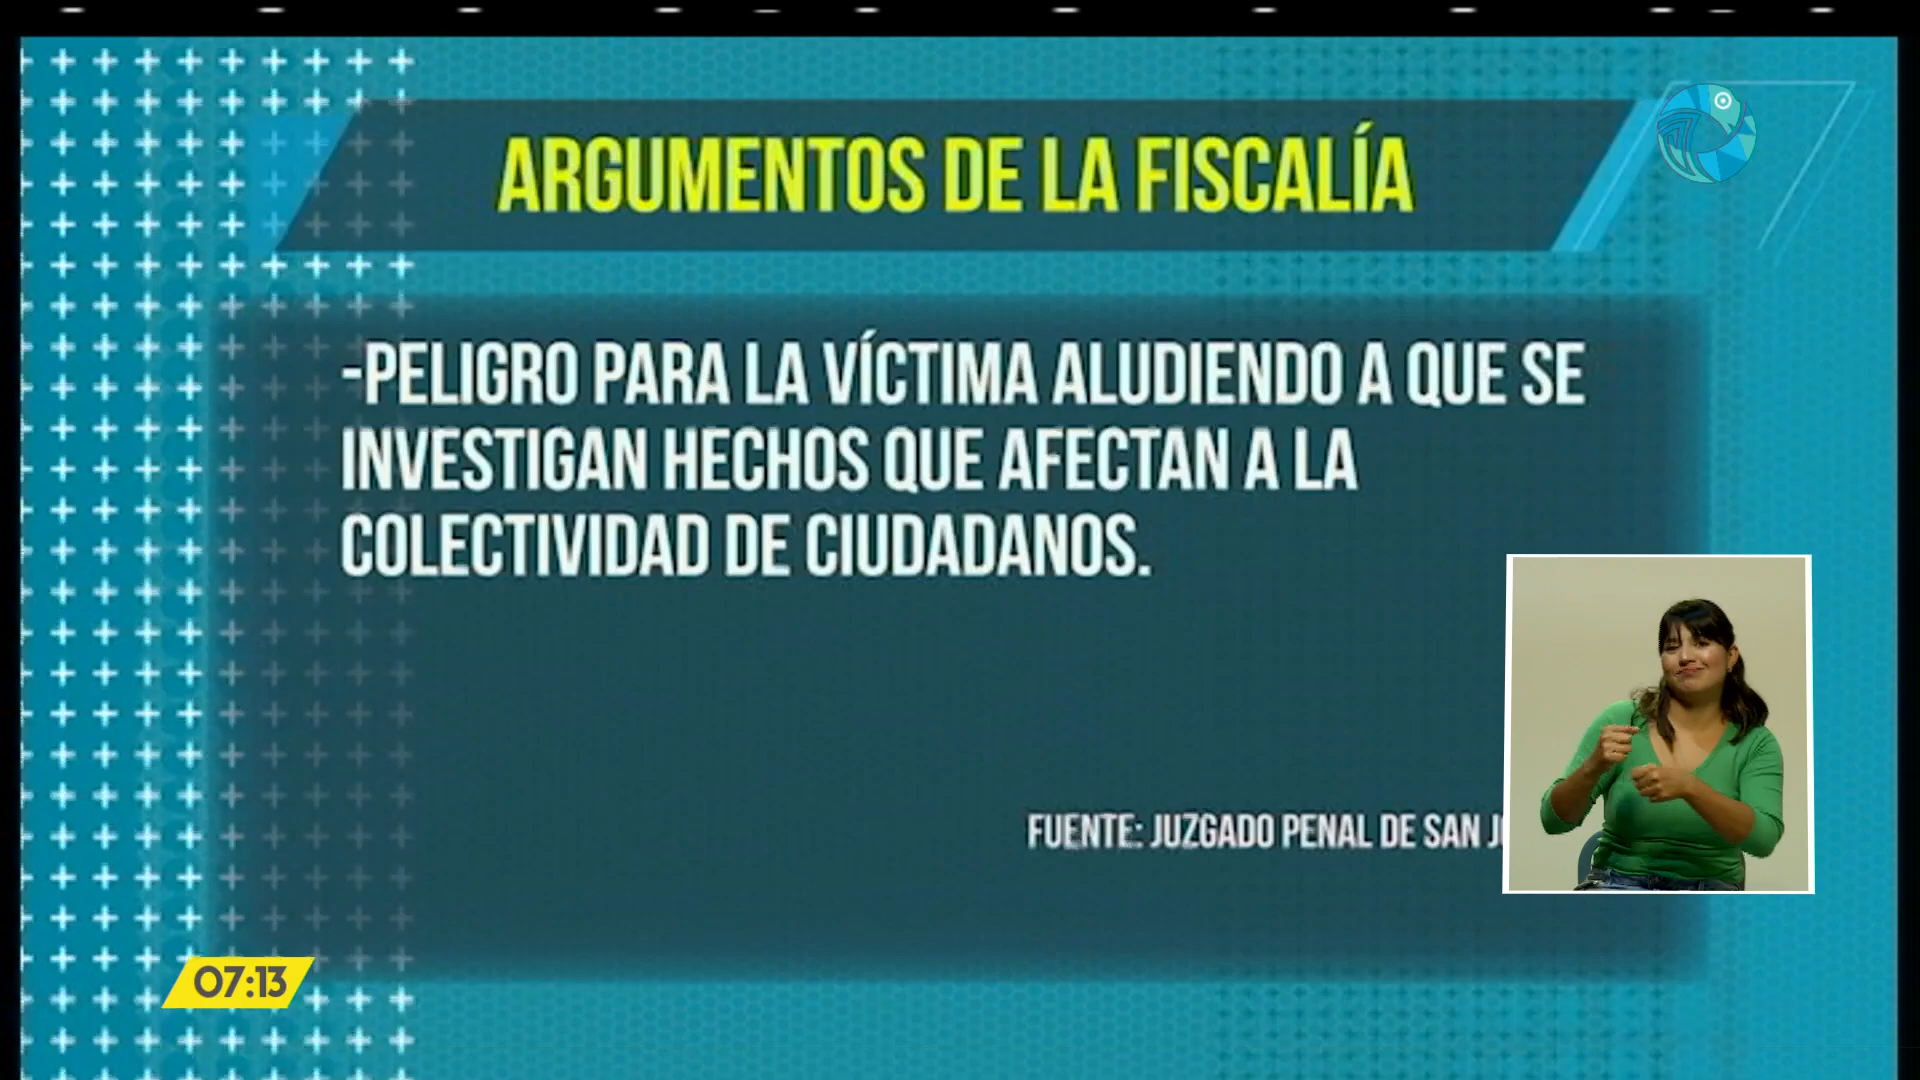 ARGUMENTOS DE LA FISCALÍA
-PELIGRO PARA LA VÍCTIMA ALUDIENDO A QUE SE
INVESTIGAN HECHOS QUE AFECTAN A LA
COLECTIVIDAD DE CIUDADANOS.
FUENTE: JUZGADO PENAL DE SAN
07:13